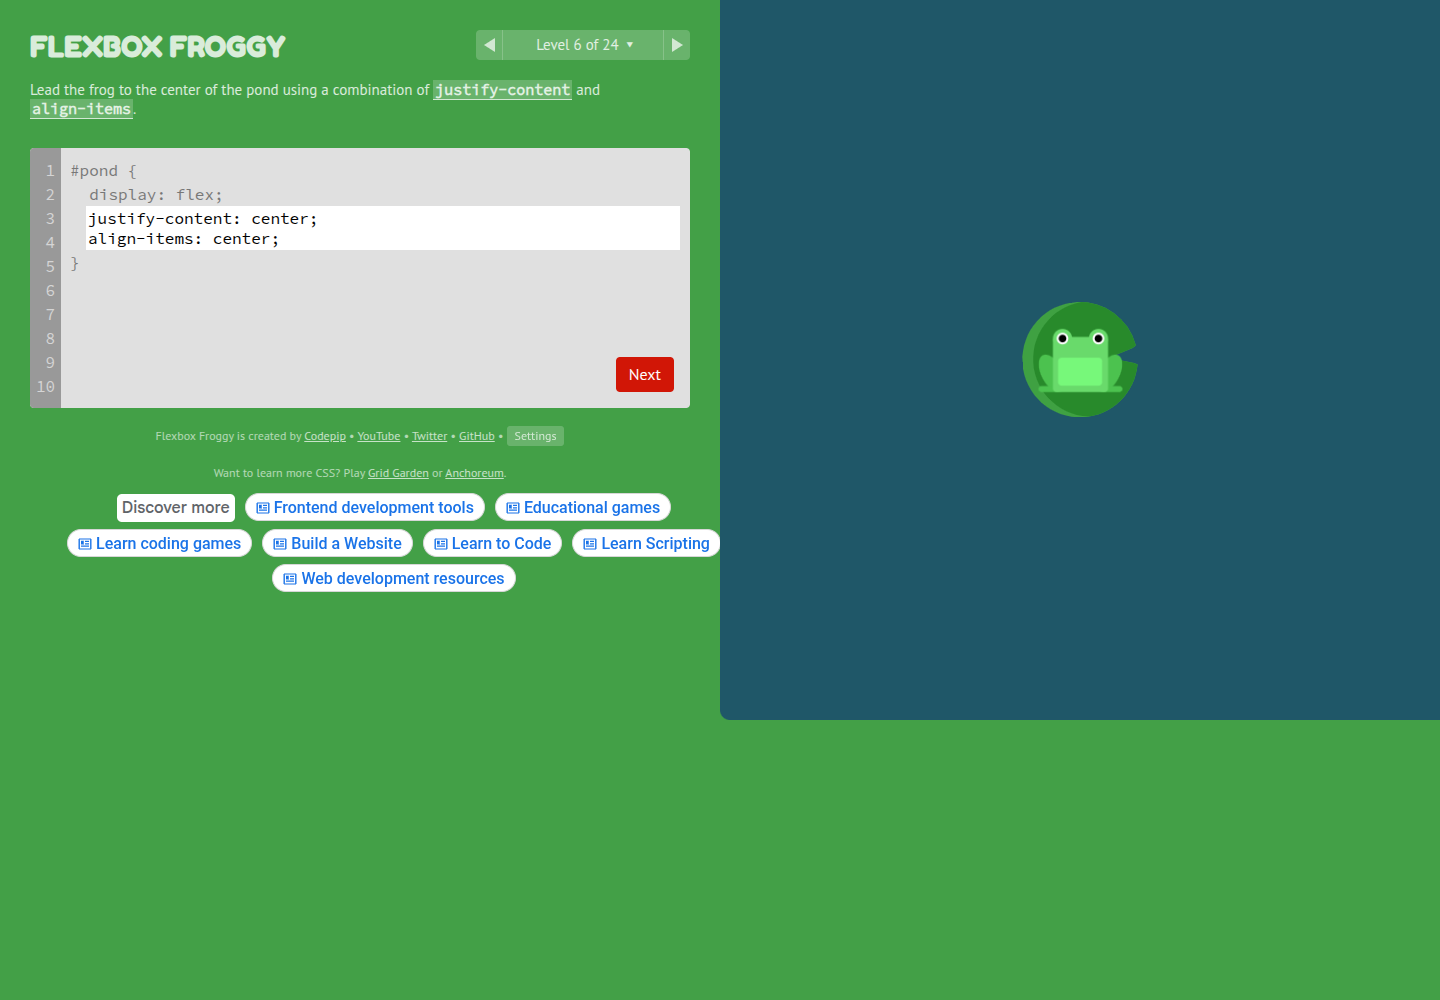 FLEXBOX FROGGY
Level 6 of 24 ▼
Lead the frog to the center of the pond using a combination of justify-content and
align-items.
1 #pond {
2 display: flex;
3 justify-content: center;
4 align-items: center;
5 }
6
7
8
9
10
Next
Flexbox Froggy is created by Codepip • YouTube • Twitter • GitHub • Settings
Want to learn more CSS? Play Grid Garden or Anchoreum.
Discover more Frontend development tools Educational games
Learn coding games Build a Website Learn to Code Learn Scripting
Web development resources